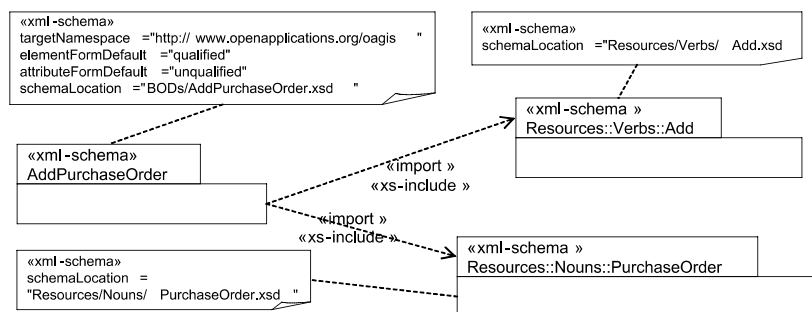 «xml-schema»
targetNamespace ="http:// www.openapplications.org/oagis "
elementFormDefault ="qualified"
attributeFormDefault ="unqualified"
schemaLocation ="BODs/AddPurchaseOrder.xsd "
«xml-schema»
schemaLocation ="Resources/Verbs/ Add.xsd
«xml-schema »
Resources::Verbs::Add
«xml-schema»
AddPurchaseOrder
«import »
«xs-include »
«import »
«xs-include »
«xml-schema »
Resources::Nouns::PurchaseOrder
«xml-schema»
schemaLocation =
"Resources/Nouns/ PurchaseOrder.xsd "